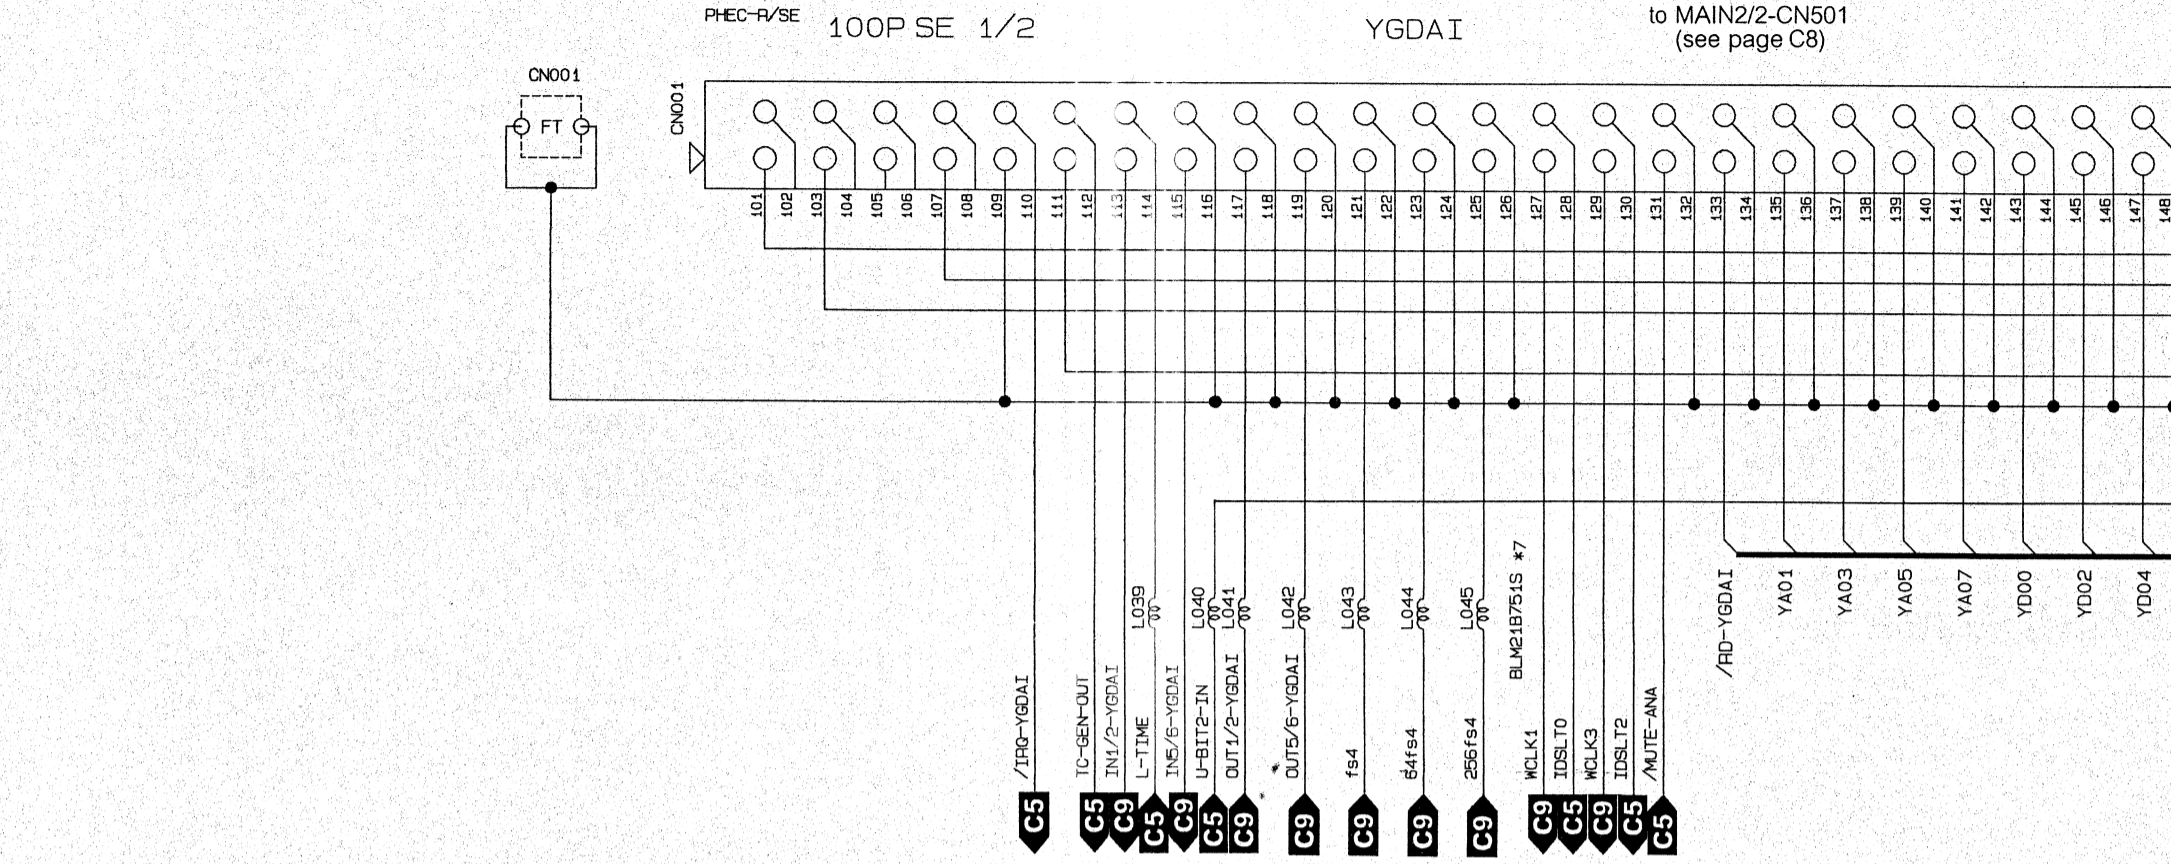 PHEC-R/SE
100P SE 1/2
YGDAI
to MAIN2/2-CN501
(see page C8)
CN001
FT
CN001
101
102
103
104
105
106
107
108
109
110
111
112
113
114
115
116
117
118
119
120
121
122
123
124
125
126
127
128
129
130
131
132
133
134
135
136
137
138
139
140
141
142
143
144
145
146
147
148
L039
L040
L041
L042
L043
L044
L045
BLM21B751S *7
/IRQ-YGDAI
TC-GEN-OUT
IN1/2-YGDAI
L-TIME
IN5/6-YGDAI
U-BIT2-IN
OUT1/2-YGDAI
OUT5/6-YGDAI
fs4
64fs4
256fs4
WCLK1
IDSLT0
WCLK3
IDSLT2
/MUTE-ANA
/RD-YGDAI
YA01
YA03
YA05
YA07
YD00
YD02
YD04
C5
C5
C9
C5
C9
C5
C9
C9
C9
C9
C9
C9
C5
C9
C5
C5